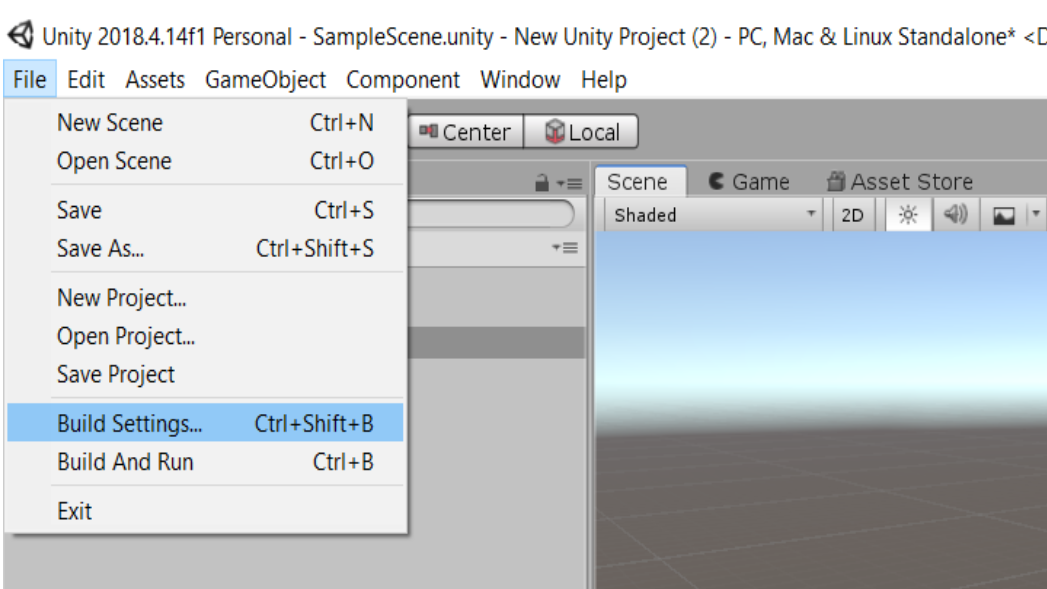 Unity 2018.4.14f1 Personal - SampleScene.unity - New Unity Project (2) - PC, Mac & Linux Standalone* <D
File Edit Assets GameObject Component Window Help
New Scene Ctrl+N
Open Scene Ctrl+O
Save Ctrl+S
Save As... Ctrl+Shift+S
New Project...
Open Project...
Save Project
Build Settings... Ctrl+Shift+B
Build And Run Ctrl+B
Exit
Center Local
Scene Game Asset Store
Shaded 2D